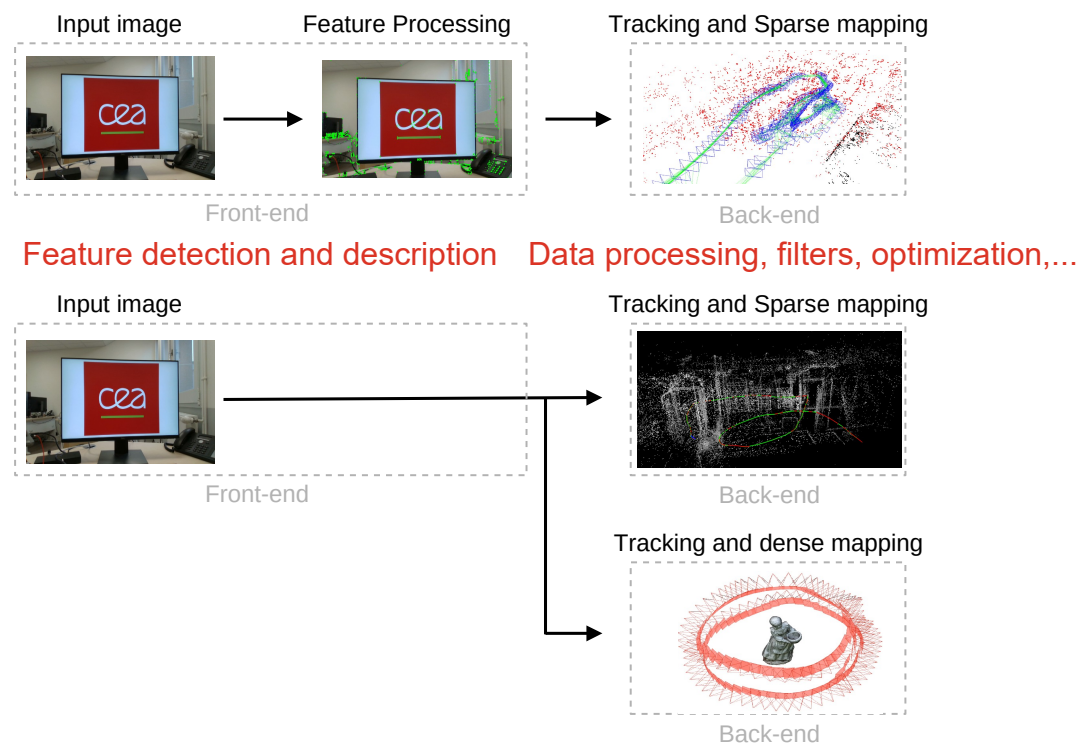 Input image
Feature Processing
Tracking and Sparse mapping
cea
cea
Front-end
Back-end
Feature detection and description
Data processing, filters, optimization,...
Input image
Tracking and Sparse mapping
cea
Front-end
Back-end
Tracking and dense mapping
Back-end